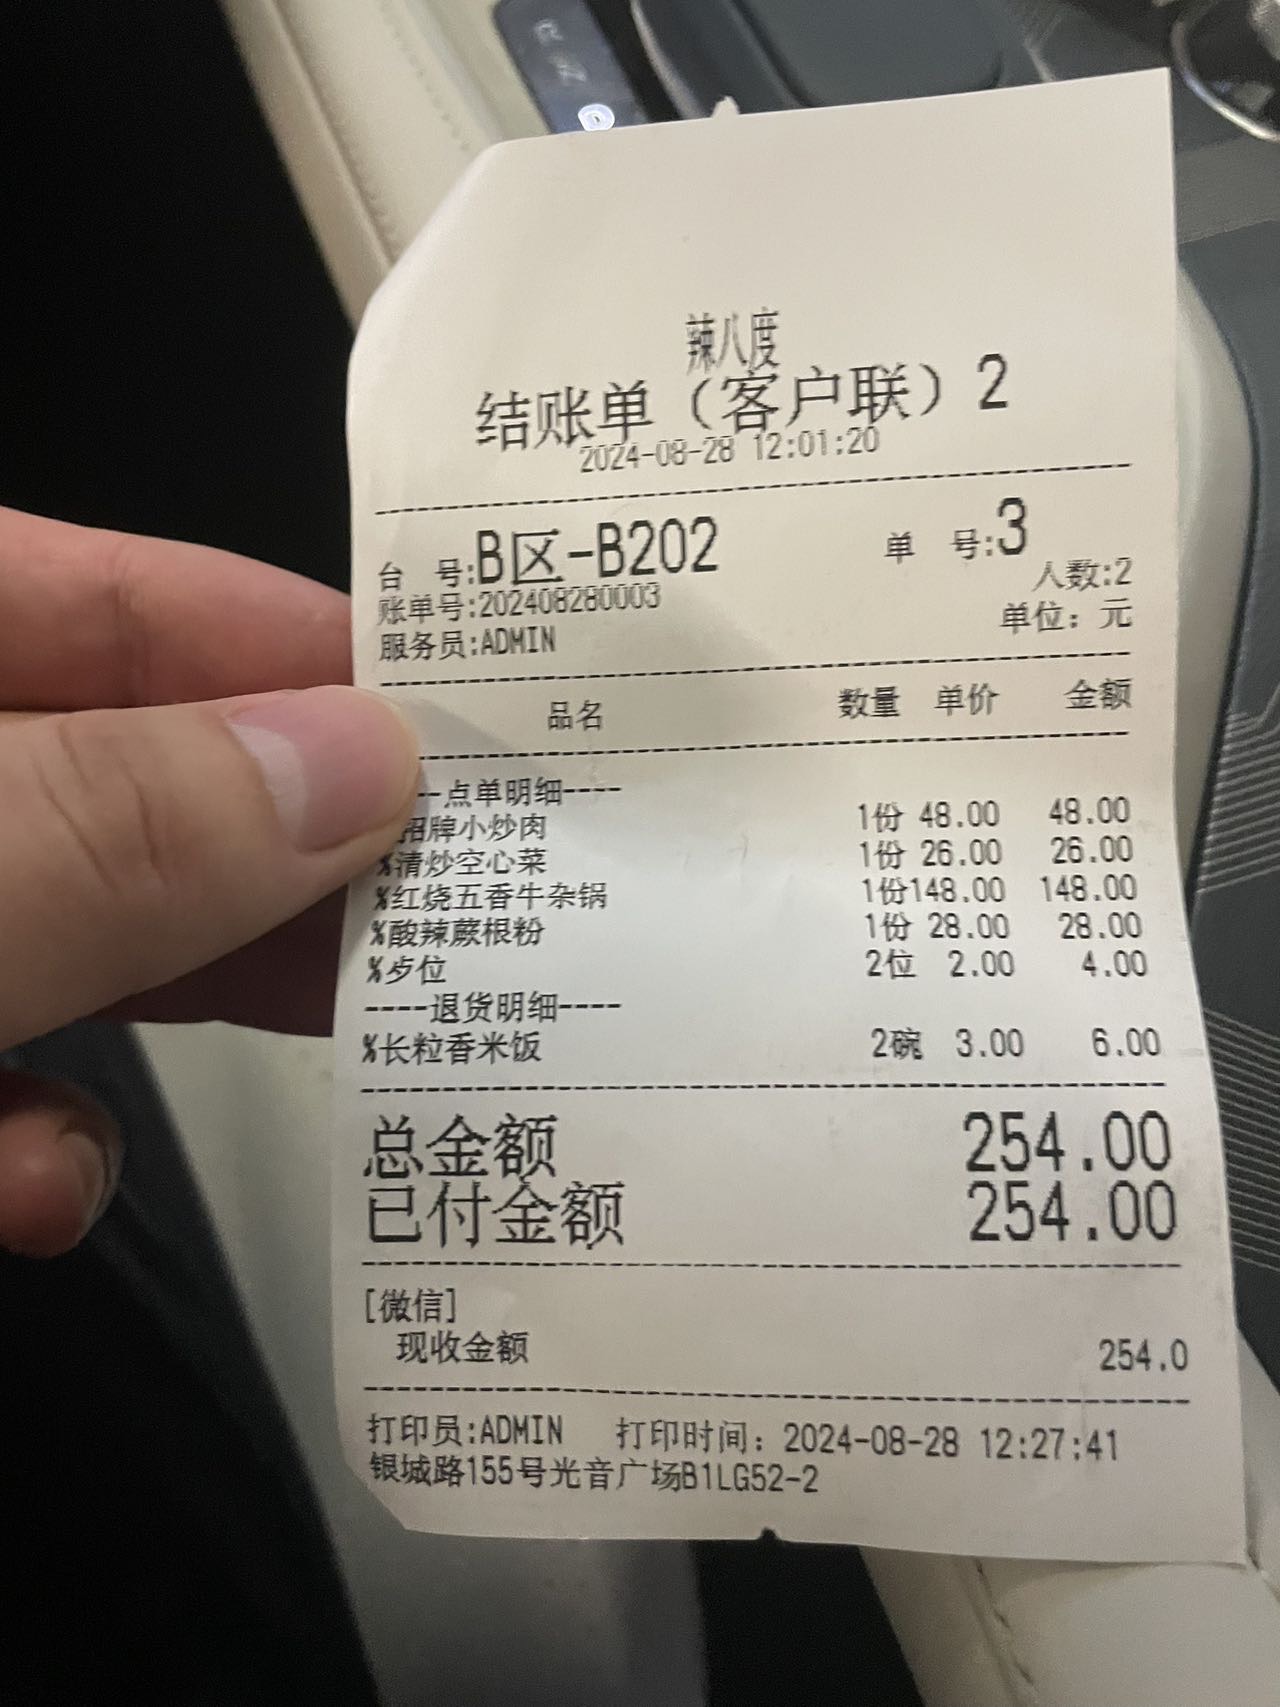 辣八度
结账单（客户联）2
2024-08-28 12:01:20
台 号:B区-B202 单 号:3
人数:2
账单号:202408280003
单位：元
服务员:ADMIN
品名 数量 单价 金额
--点单明细----
招牌小炒肉 1份 48.00 48.00
%清炒空心菜 1份 26.00 26.00
%红烧五香牛杂锅 1份148.00 148.00
%酸辣蕨根粉 1份 28.00 28.00
%歺位 2位 2.00 4.00
----退货明细----
%长粒香米饭 2碗 3.00 6.00
总金额 254.00
已付金额 254.00
[微信]
现收金额 254.0
打印员:ADMIN 打印时间：2024-08-28 12:27:41
银城路155号光音广场B1LG52-2